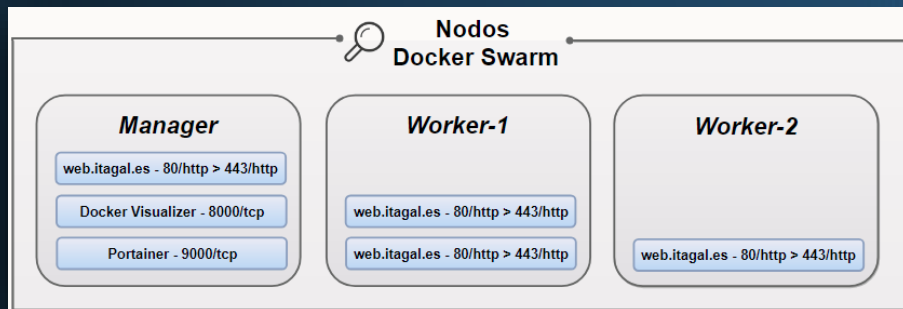 Nodos
Docker Swarm
Manager
web.itagal.es - 80/http > 443/http
Docker Visualizer - 8000/tcp
Portainer - 9000/tcp
Worker-1
web.itagal.es - 80/http > 443/http
web.itagal.es - 80/http > 443/http
Worker-2
web.itagal.es - 80/http > 443/http